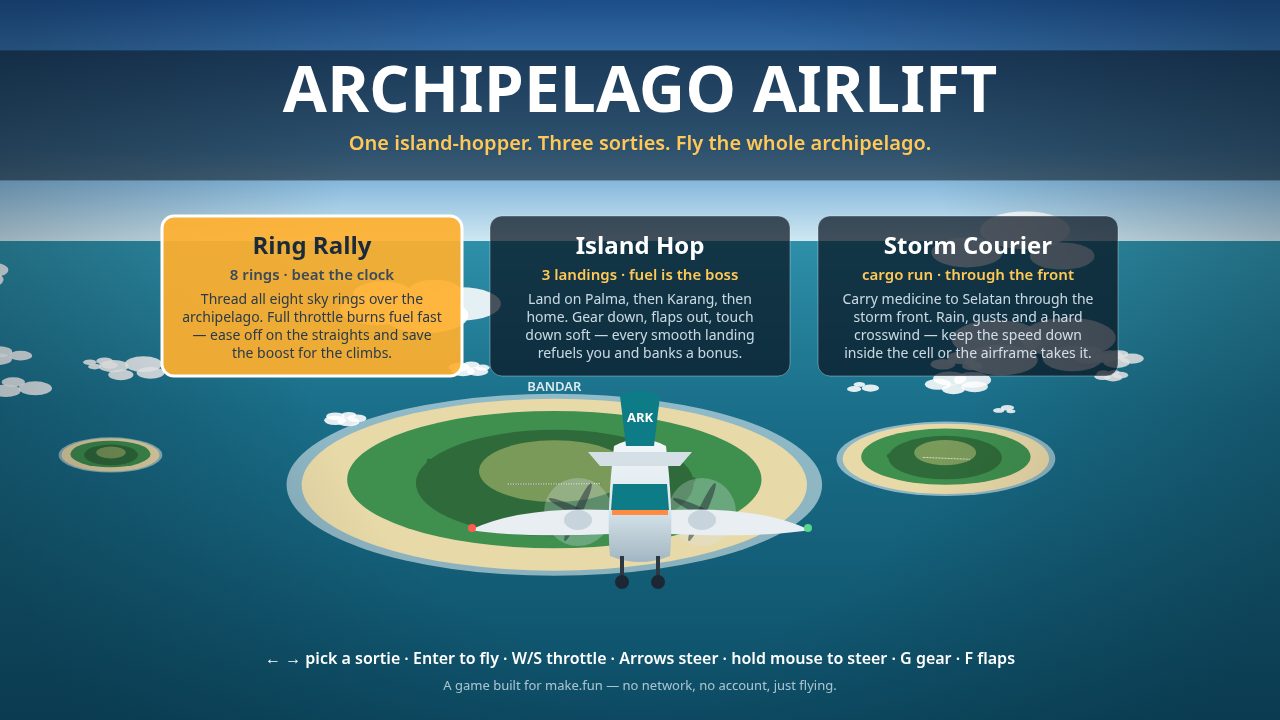 ARCHIPELAGO AIRLIFT
One island-hopper. Three sorties. Fly the whole archipelago.
Ring Rally
8 rings · beat the clock
Thread all eight sky rings over the
archipelago. Full throttle burns fuel fast
— ease off on the straights and save
the boost for the climbs.
Island Hop
3 landings · fuel is the boss
Land on Palma, then Karang, then
home. Gear down, flaps out, touch
down soft — every smooth landing
refuels you and banks a bonus.
Storm Courier
cargo run · through the front
Carry medicine to Selatan through the
storm front. Rain, gusts and a hard
crosswind — keep the speed down
inside the cell or the airframe takes it.
BANDAR
ARK
← → pick a sortie · Enter to fly · W/S throttle · Arrows steer · hold mouse to steer · G gear · F flaps
A game built for make.fun — no network, no account, just flying.